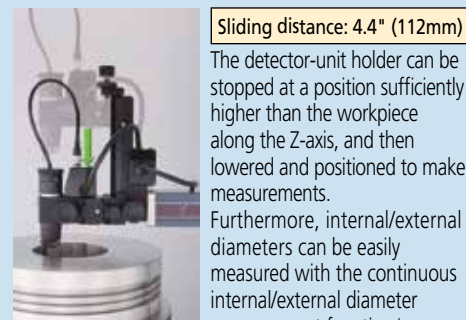 Sliding distance: 4.4" (112mm)
The detector-unit holder can be
stopped at a position sufficiently
higher than the workpiece
along the Z-axis, and then
lowered and positioned to make
measurements.
Furthermore, internal/external
diameters can be easily
measured with the continuous
internal/external diameter